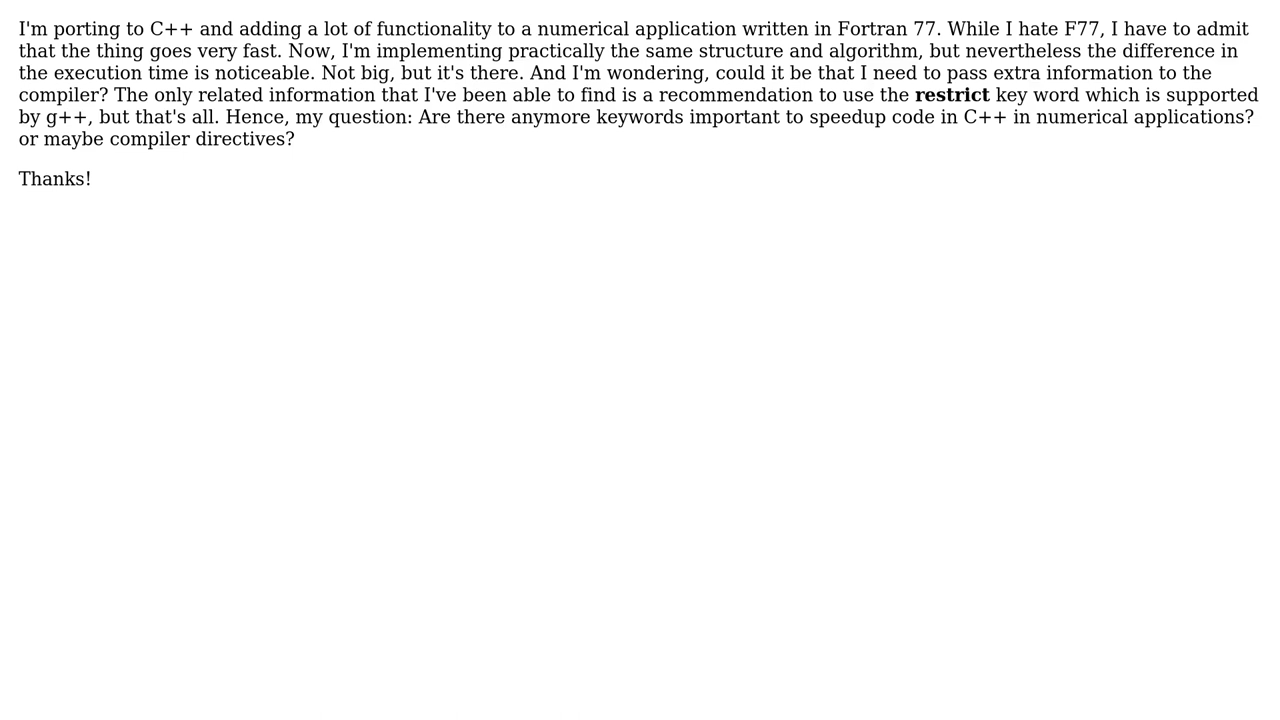 I'm porting to C++ and adding a lot of functionality to a numerical application written in Fortran 77. While I hate F77, I have to admit
that the thing goes very fast. Now, I'm implementing practically the same structure and algorithm, but nevertheless the difference in
the execution time is noticeable. Not big, but it's there. And I'm wondering, could it be that I need to pass extra information to the
compiler? The only related information that I've been able to find is a recommendation to use the restrict key word which is supported
by g++, but that's all. Hence, my question: Are there anymore keywords important to speedup code in C++ in numerical applications?
or maybe compiler directives?
Thanks!